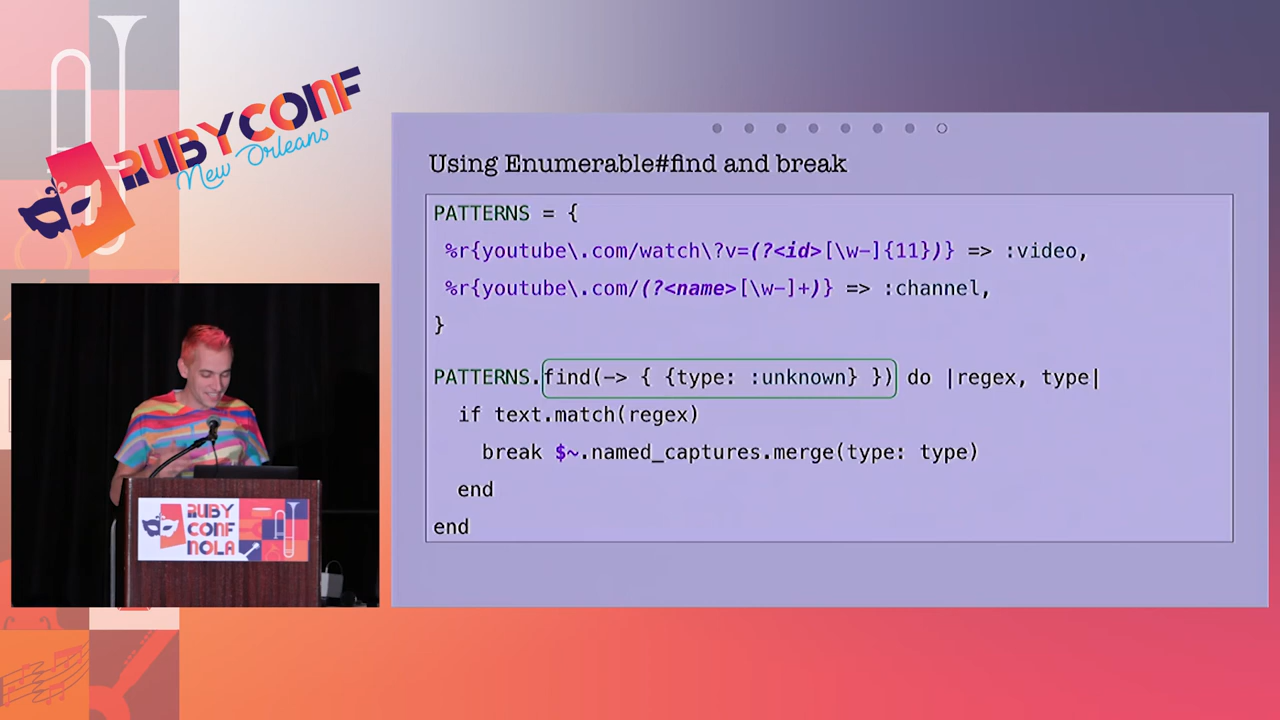 RUBYCONF
New Orleans
Using Enumerable#find and break
PATTERNS = {
%r{youtube\.com/watch\?v=(?<id>[\w-]{11})} => :video,
%r{youtube\.com/(?<name>[\w-]+)} => :channel,
}
PATTERNS.find(-> { {type: :unknown} }) do |regex, type|
if text.match(regex)
break $~.named_captures.merge(type: type)
end
end
RUBY
CONF
NOLA